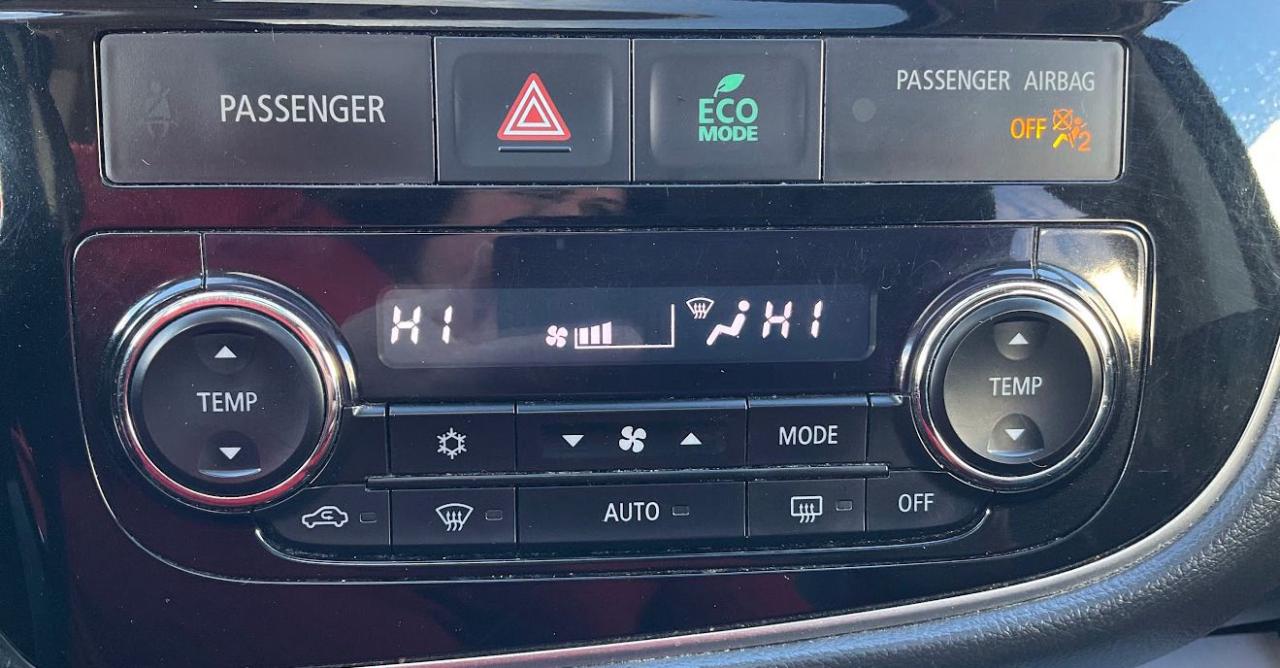 PASSENGER
ECO
MODE
PASSENGER AIRBAG
OFF 2
HI HI
TEMP
TEMP
MODE
AUTO
OFF